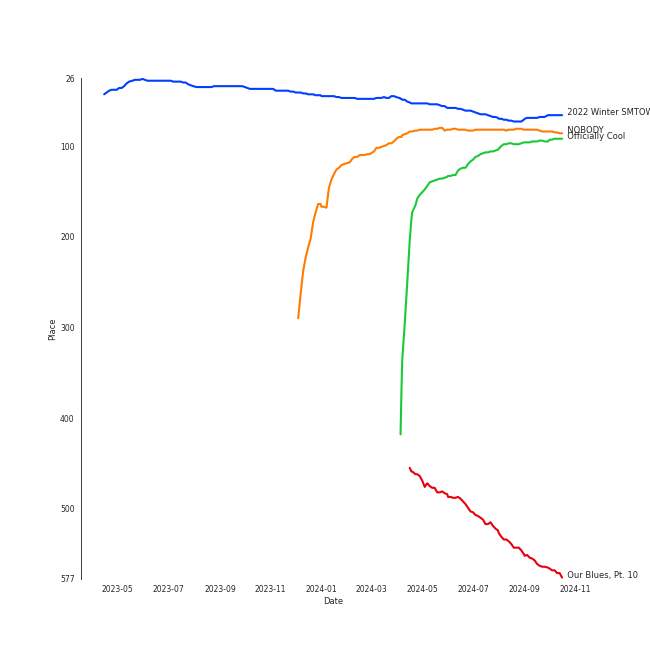 26
2022 Winter SMTOW
NOBODY
Officially Cool
100
200
300
400
500
577
Our Blues, Pt. 10
Place
2023-05
2023-07
2023-09
2023-11
2024-01
2024-03
2024-05
2024-07
2024-09
2024-11
Date